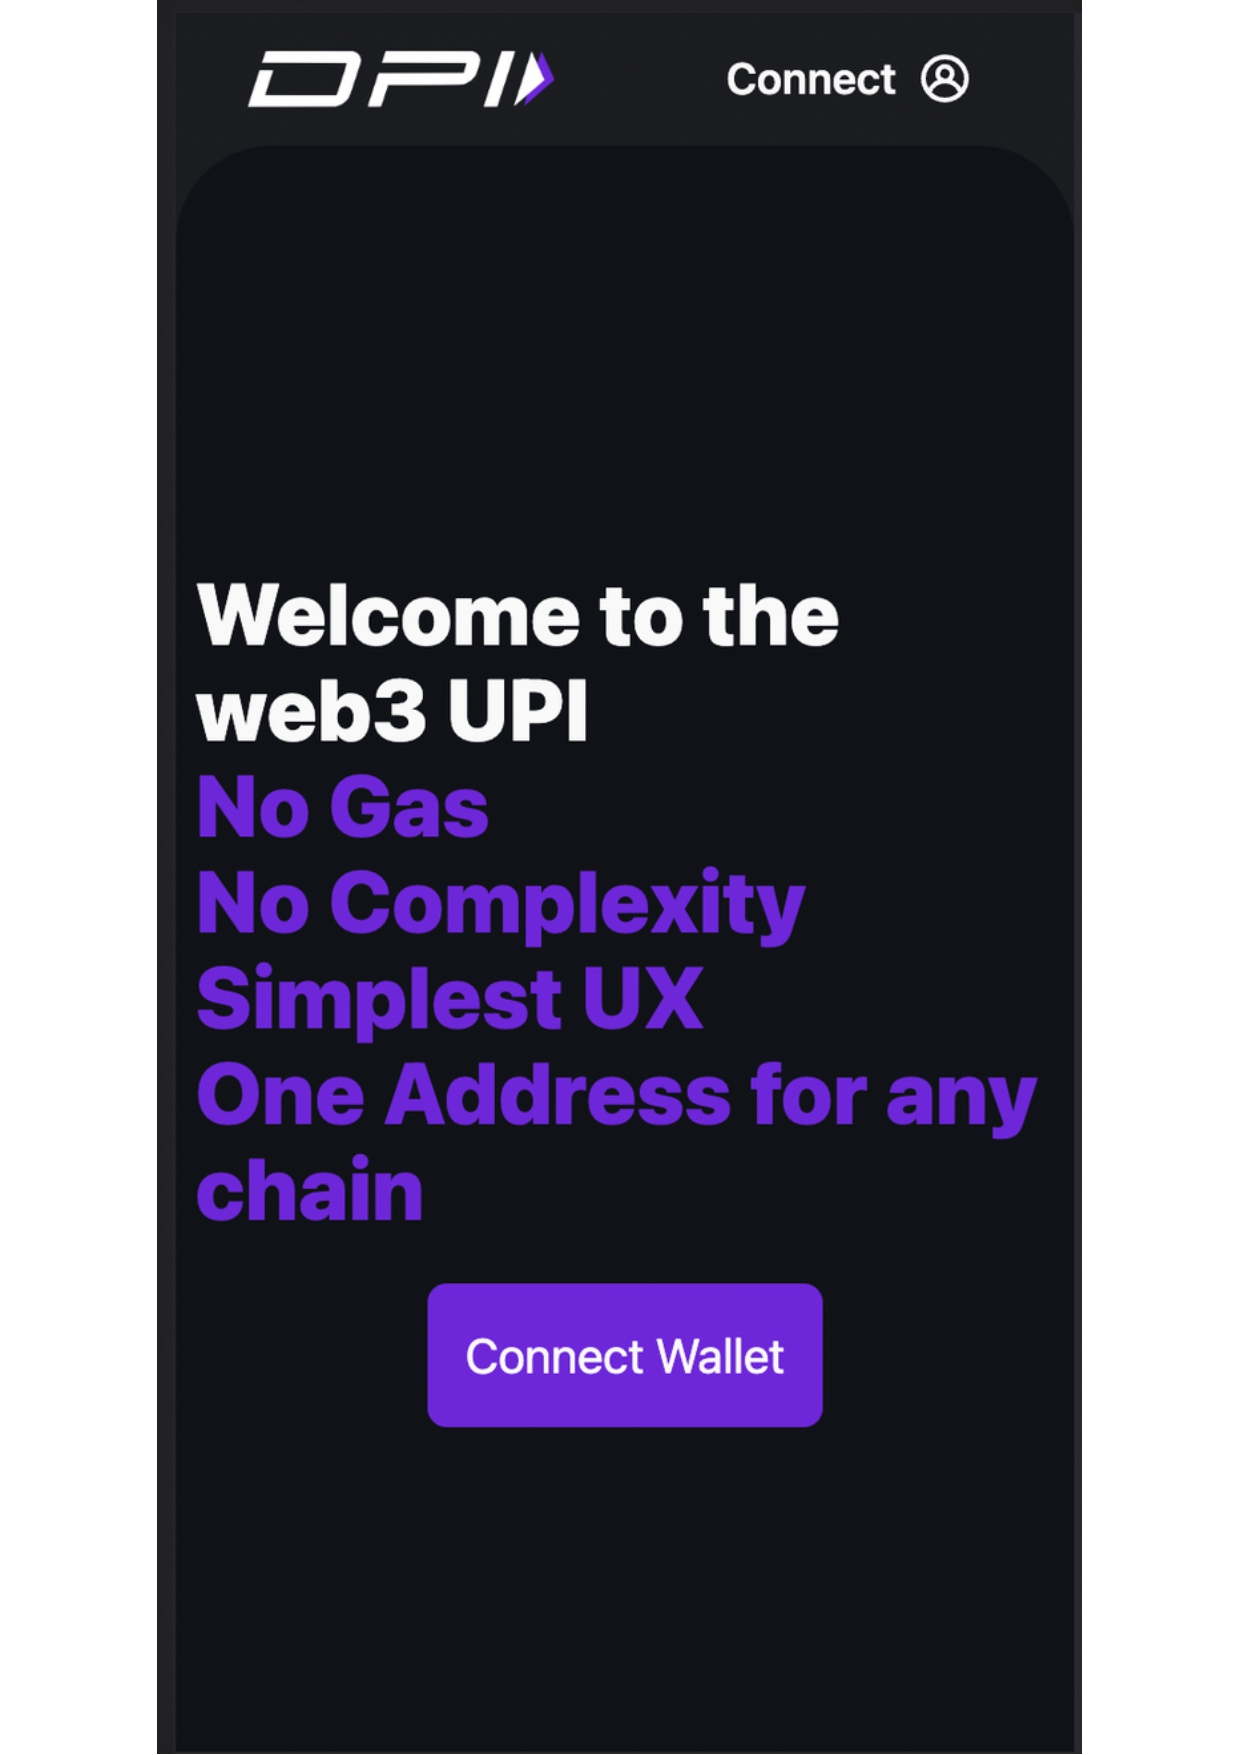 DPI
Connect
Welcome to the
web3 UPI
No Gas
No Complexity
Simplest UX
One Address for any
chain
Connect Wallet